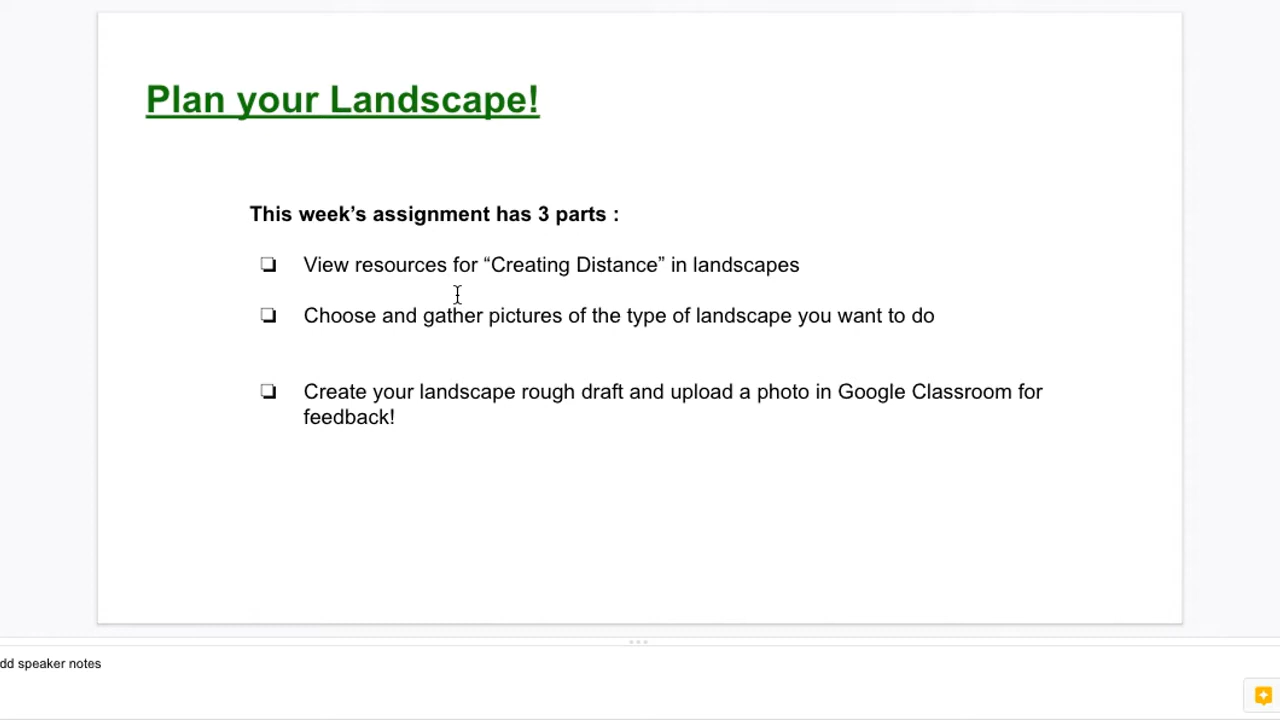 Plan your Landscape!
This week’s assignment has 3 parts :
❏ View resources for “Creating Distance” in landscapes
❏ Choose and gather pictures of the type of landscape you want to do
❏ Create your landscape rough draft and upload a photo in Google Classroom for
feedback!
dd speaker notes